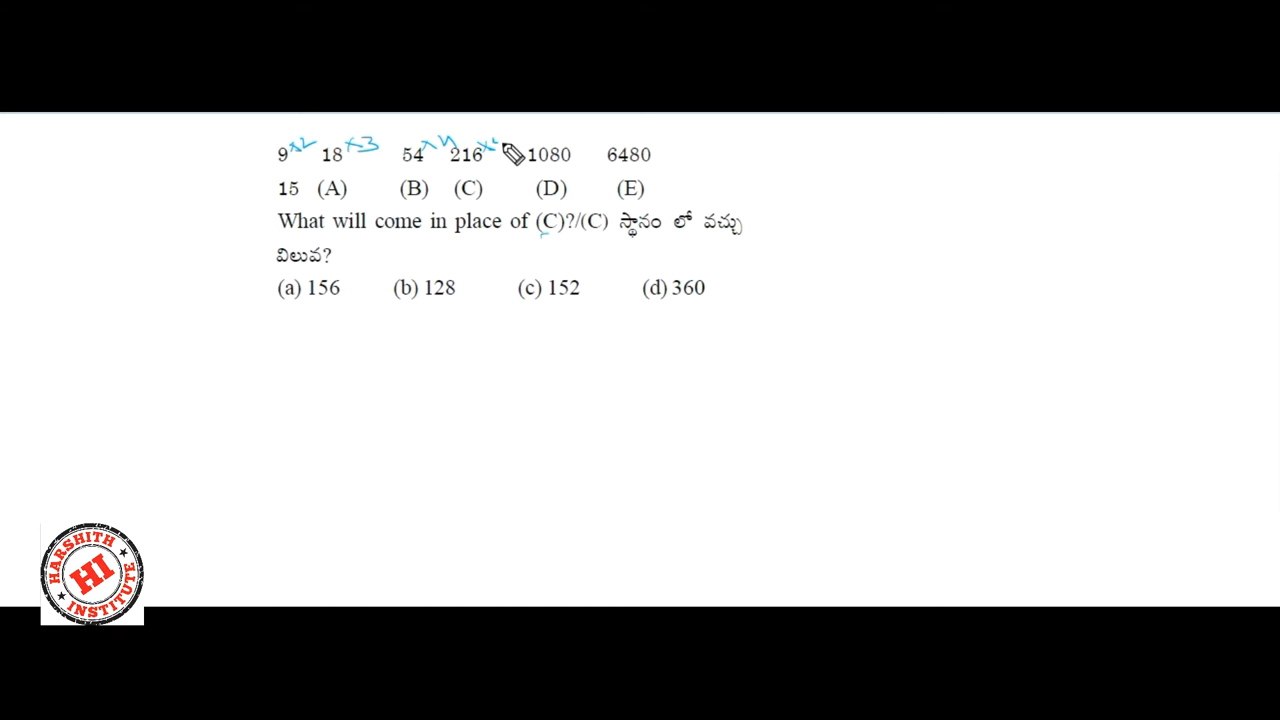 9 ×2 18 ×3 54 ×4 216 1080 6480
15 (A) (B) (C) (D) (E)
What will come in place of (C)?/(C) స్థానం లో వచ్చు
విలువ?
(a) 156 (b) 128 (c) 152 (d) 360
HARSHITH
HI
INSTITUTE